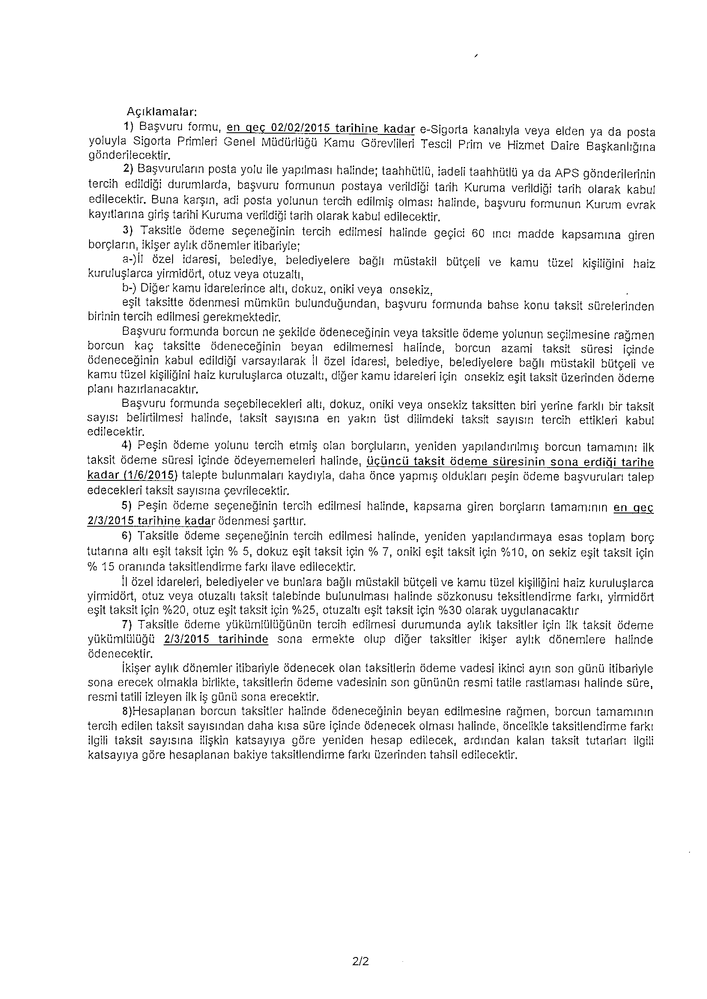 Açıklamalar:
1) Başvuru formu, en geç 02/02/2015 tarihine kadar e-Sigorta kanalıyla veya elden ya da posta
yoluyla Sigorta Primleri Genel Müdürlüğü Kamu Görevlileri Tescil Prim ve Hizmet Daire Başkanlığına
gönderilecektir.
2) Başvuruların posta yolu ile yapılması halinde; taahhütlü, iadeli taahhütlü ya da APS gönderilerinin
tercih edildiği durumlarda, başvuru formunun postaya verildiği tarih Kuruma verildiği tarih olarak kabul
edilecektir. Buna karşın, adi posta yolunun tercih edilmiş olması halinde, başvuru formunun Kurum evrak
kayıtlarına giriş tarihi Kuruma verildiği tarih olarak kabul edilecektir.
3) Taksitle ödeme seçeneğinin tercih edilmesi halinde geçici 60 ıncı madde kapsamına giren
borçların, ikişer aylık dönemler itibariyle;
a-)İl özel idaresi, belediye, belediyelere bağlı müstakil bütçeli ve kamu tüzel kişiliğini haiz
kuruluşlarca yirmidört, otuz veya otuzaltı,
b-) Diğer kamu idarelerince altı, dokuz, oniki veya onsekiz,
eşit taksitte ödenmesi mümkün bulunduğundan, başvuru formunda bahse konu taksit sürelerinden
birinin tercih edilmesi gerekmektedir.
Başvuru formunda borcun ne şekilde ödeneceğinin veya taksitle ödeme yolunun seçilmesine rağmen
borcun kaç taksitte ödeneceğinin beyan edilmemesi halinde, borcun azami taksit süresi içinde
ödeneceğinin kabul edildiği varsayılarak İl özel idaresi, belediye, belediyelere bağlı müstakil bütçeli ve
kamu tüzel kişiliğini haiz kuruluşlarca otuzaltı, diğer kamu idareleri için onsekiz eşit taksit üzerinden ödeme
planı hazırlanacaktır.
Başvuru formunda seçebilecekleri altı, dokuz, oniki veya onsekiz taksitten biri yerine farklı bir taksit
sayısı belirtilmesi halinde, taksit sayısına en yakın üst dilimdeki taksit sayısın tercih ettikleri kabul
edilecektir.
4) Peşin ödeme yolunu tercih etmiş olan borçluların, yeniden yapılandırılmış borcun tamamını ilk
taksit ödeme süresi içinde ödeyememeleri halinde, üçüncü taksit ödeme süresinin sona erdiği tarihe
kadar (1/6/2015) talepte bulunmaları kaydıyla, daha önce yapmış oldukları peşin ödeme başvuruları talep
edecekleri taksit sayısına çevrilecektir.
5) Peşin ödeme seçeneğinin tercih edilmesi halinde, kapsama giren borçların tamamının en geç
2/3/2015 tarihine kadar ödenmesi şarttır.
6) Taksitle ödeme seçeneğinin tercih edilmesi halinde, yeniden yapılandırmaya esas toplam borç
tutarına altı eşit taksit için % 5, dokuz eşit taksit için % 7, oniki eşit taksit için %10, on sekiz eşit taksit için
% 15 oranında taksitlendirme farkı ilave edilecektir.
İl özel idareleri, belediyeler ve bunlara bağlı müstakil bütçeli ve kamu tüzel kişiliğini haiz kuruluşlarca
yirmidört, otuz veya otuzaltı taksit talebinde bulunulması halinde sözkonusu teksitlendirme farkı, yirmidört
eşit taksit için %20, otuz eşit taksit için %25, otuzaltı eşit taksit için %30 olarak uygulanacaktır
7) Taksitle ödeme yükümlülüğünün tercih edilmesi durumunda aylık taksitler için ilk taksit ödeme
yükümlülüğü 2/3/2015 tarihinde sona ermekte olup diğer taksitler ikişer aylık dönemlere halinde
ödenecektir.
İkişer aylık dönemler itibariyle ödenecek olan taksitlerin ödeme vadesi ikinci ayın son günü itibariyle
sona erecek olmakla birlikte, taksitlerin ödeme vadesinin son gününün resmi tatile rastlaması halinde süre,
resmi tatili izleyen ilk iş günü sona erecektir.
8)Hesaplanan borcun taksitler halinde ödeneceğinin beyan edilmesine rağmen, borcun tamamının
tercih edilen taksit sayısından daha kısa süre içinde ödenecek olması halinde, öncelikle taksitlendirme farkı
ilgili taksit sayısına ilişkin katsayıya göre yeniden hesap edilecek, ardından kalan taksit tutarları ilgili
katsayıya göre hesaplanan bakiye taksitlendirme farkı üzerinden tahsil edilecektir.
2/2